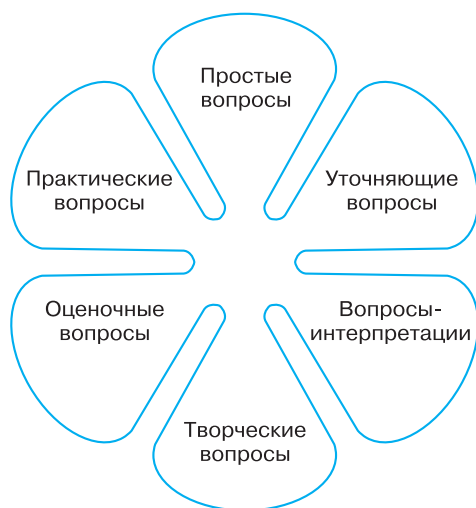 Простые
вопросы
Практические
вопросы
Уточняющие
вопросы
Оценочные
вопросы
Вопросы-
интерпретации
Творческие
вопросы